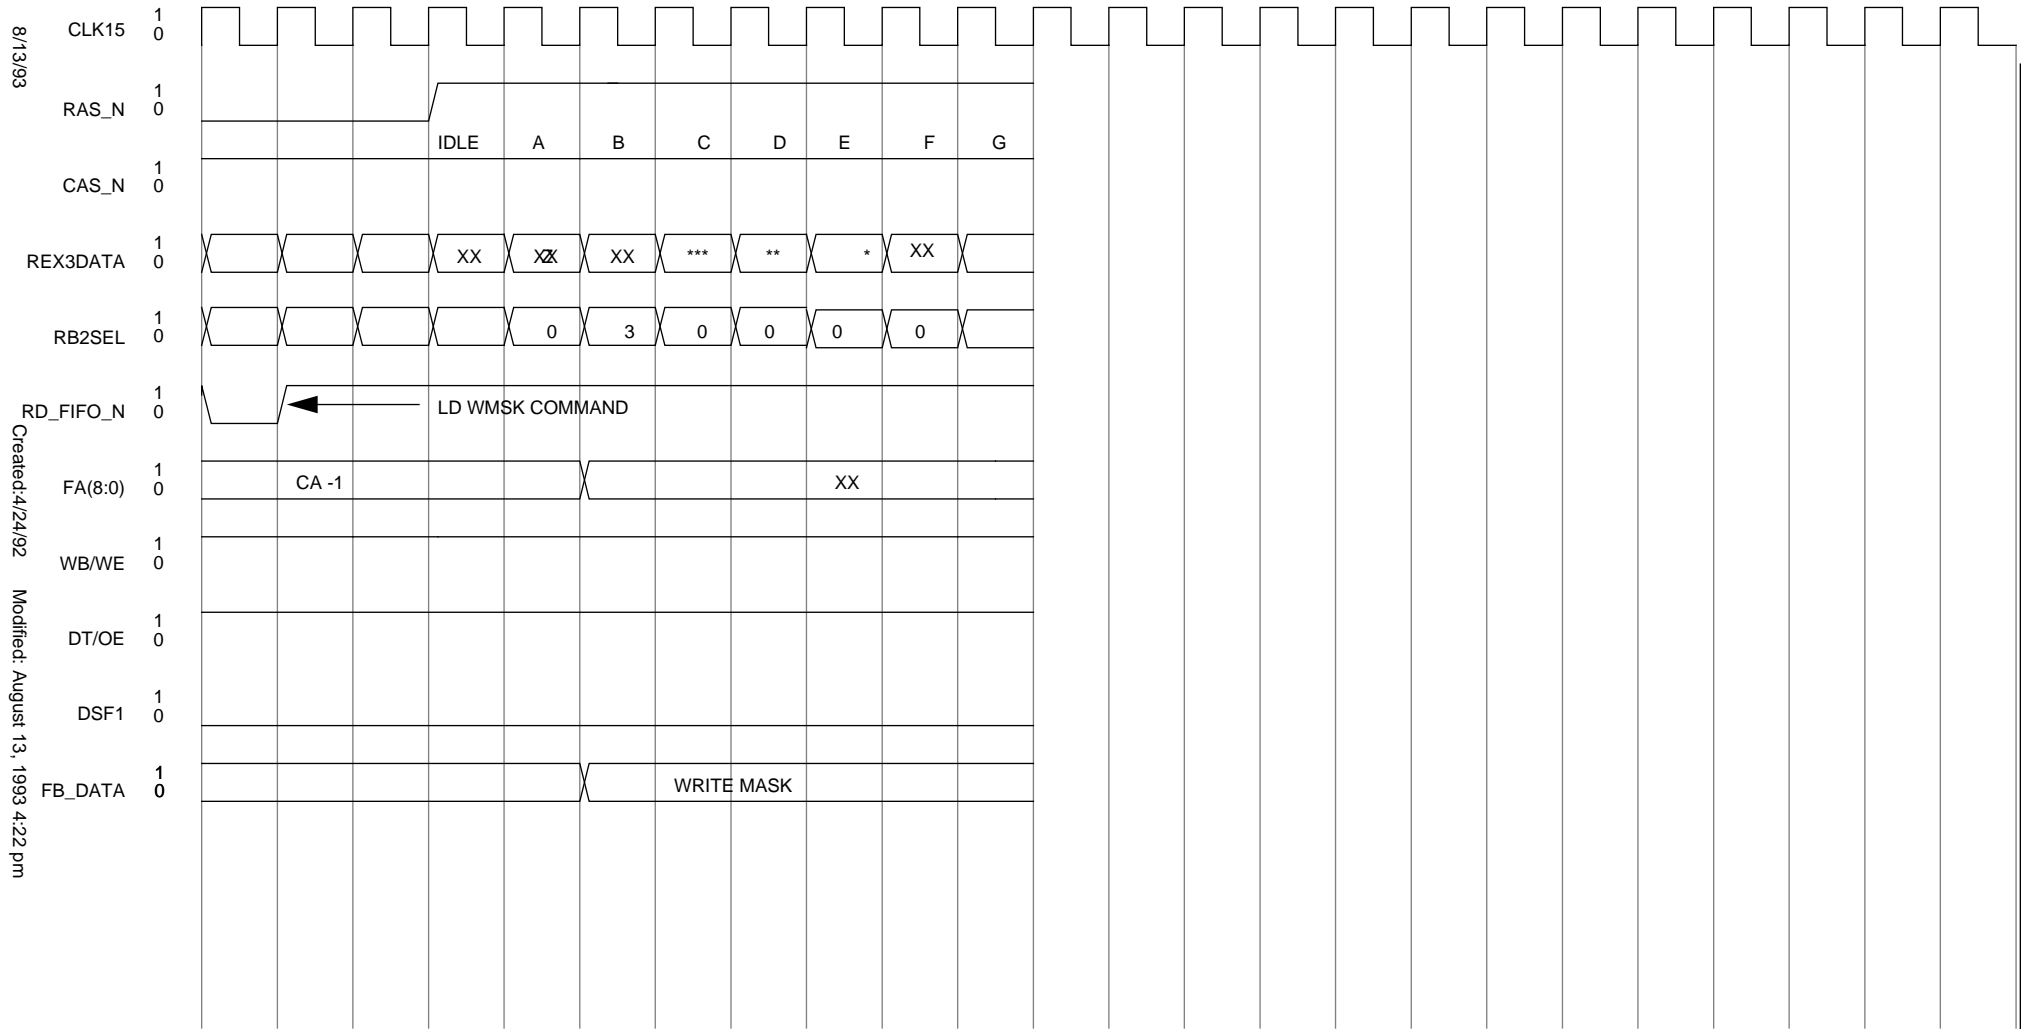 8/13/93
Created:4/24/92 Modified: August 13, 1993 4:22 pm
CLK15 1 0
RAS_N 1 0
IDLE A B C D E F G
CAS_N 1 0
REX3DATA 1 0 XX XX XX *** ** * XX
RB2SEL 1 0 0 3 0 0 0 0
RD_FIFO_N 1 0 LD WMSK COMMAND
FA(8:0) 1 0 CA -1 XX
WB/WE 1 0
DT/OE 1 0
DSF1 1 0
FB_DATA 1 0 WRITE MASK